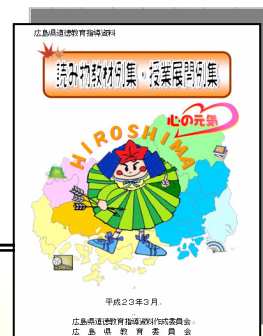 広島県道徳教育指導資料
読み物教材例集・授業展開例集
心の元気
HIROSHIMA
平成23年3月
広島県道徳教育指導資料作成委員会
広島県教育委員会